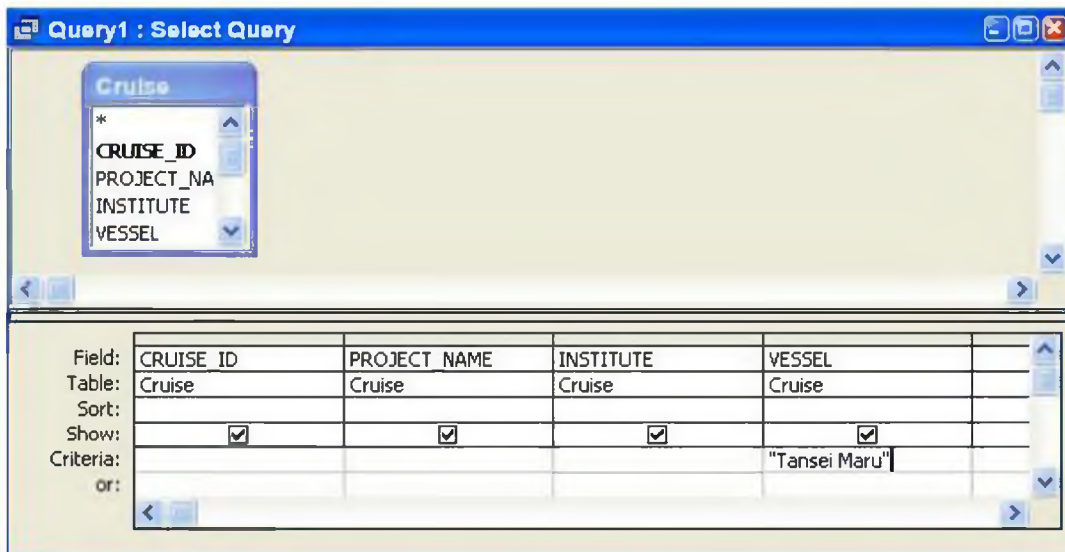 Query1 : Select Query
Cruise
*
CRUISE_ID
PROJECT_NA
INSTITUTE
VESSEL
Field: CRUISE_ID PROJECT_NAME INSTITUTE VESSEL
Table: Cruise Cruise Cruise Cruise
Sort:
Show:
Criteria: "Tansei Maru"
or: